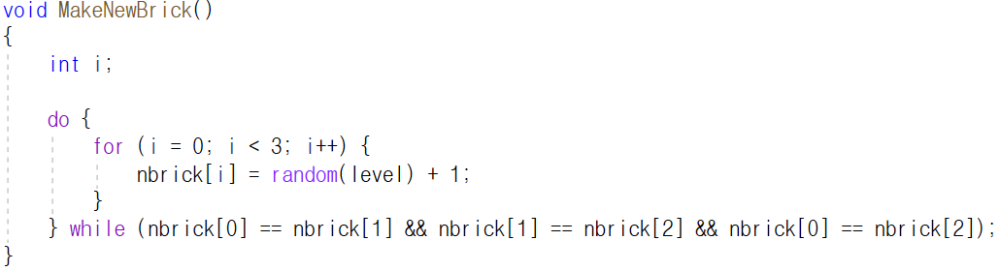 void MakeNewBrick()
{
    int i;

    do {
        for (i = 0; i < 3; i++) {
            nbrick[i] = random(level) + 1;
        }
    } while (nbrick[0] == nbrick[1] && nbrick[1] == nbrick[2] && nbrick[0] == nbrick[2]);
}